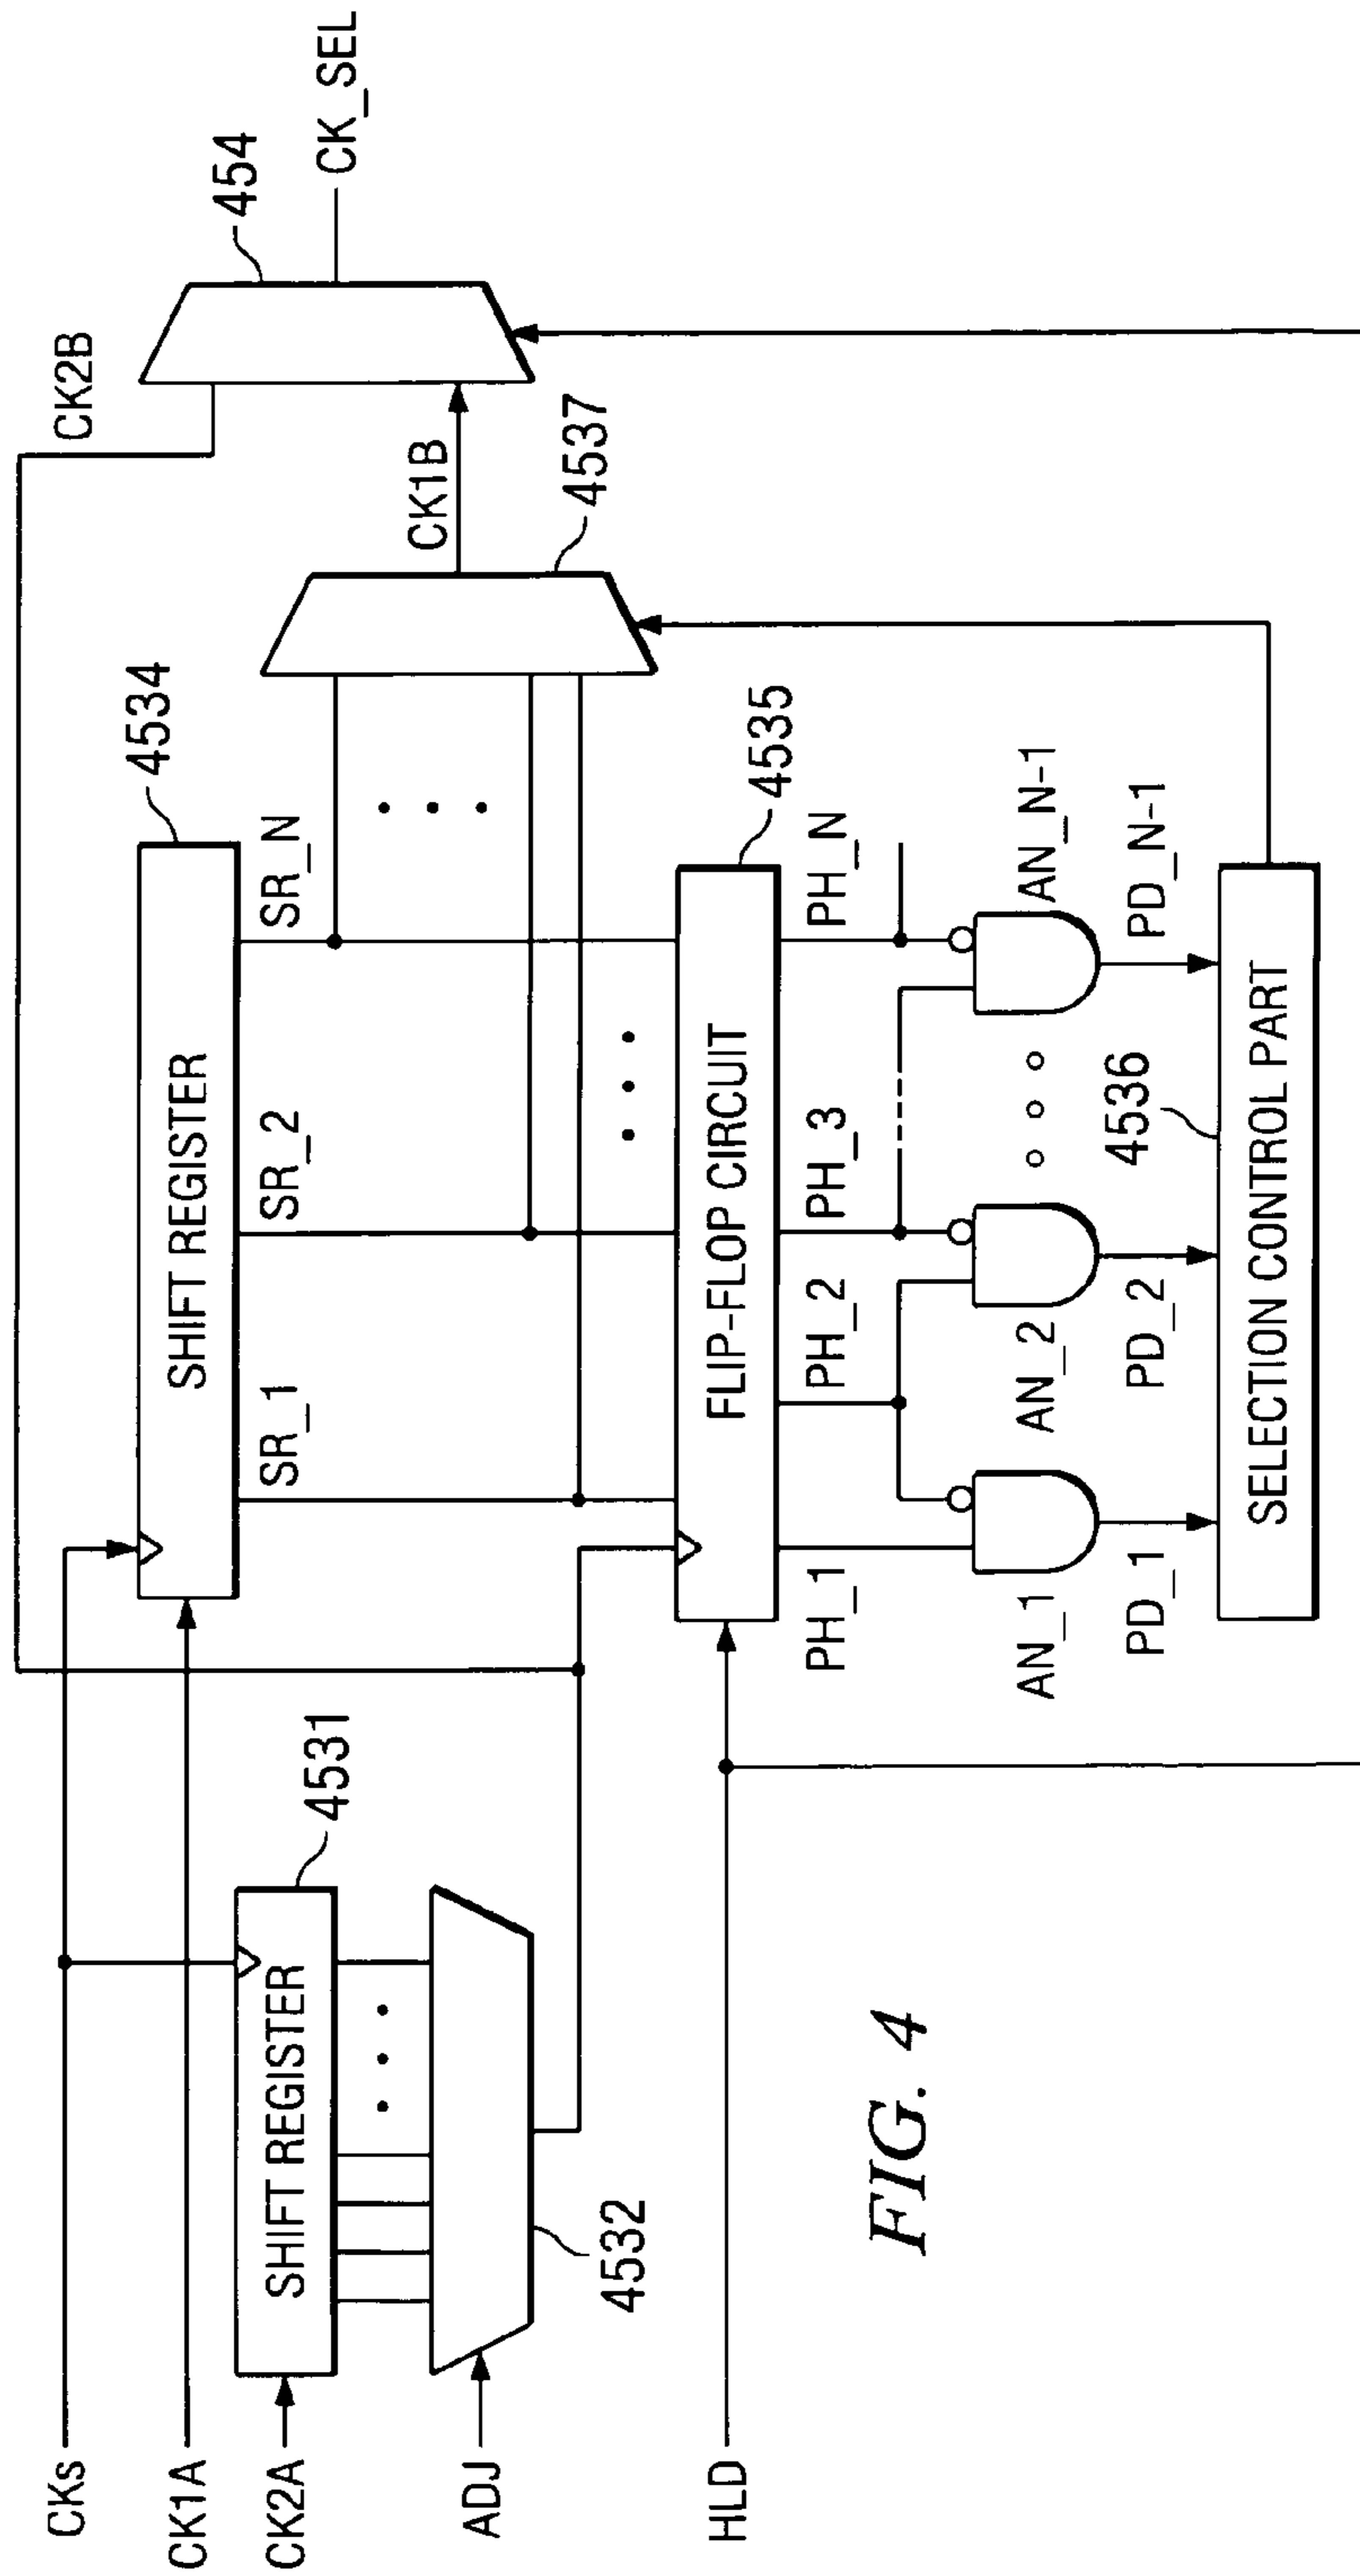 CKs
CK1A
CK2A
ADJ
HLD
SHIFT REGISTER
4531
4532
SHIFT REGISTER
4534
SR_1
SR_2
SR_N
CK2B
454
CK_SEL
CK1B
4537
FLIP-FLOP CIRCUIT
4535
PH_1
PH_2
PH_3
PH_N
AN_1
AN_2
AN_N-1
PD_1
PD_2
4536
PD_N-1
SELECTION CONTROL PART
FIG. 4